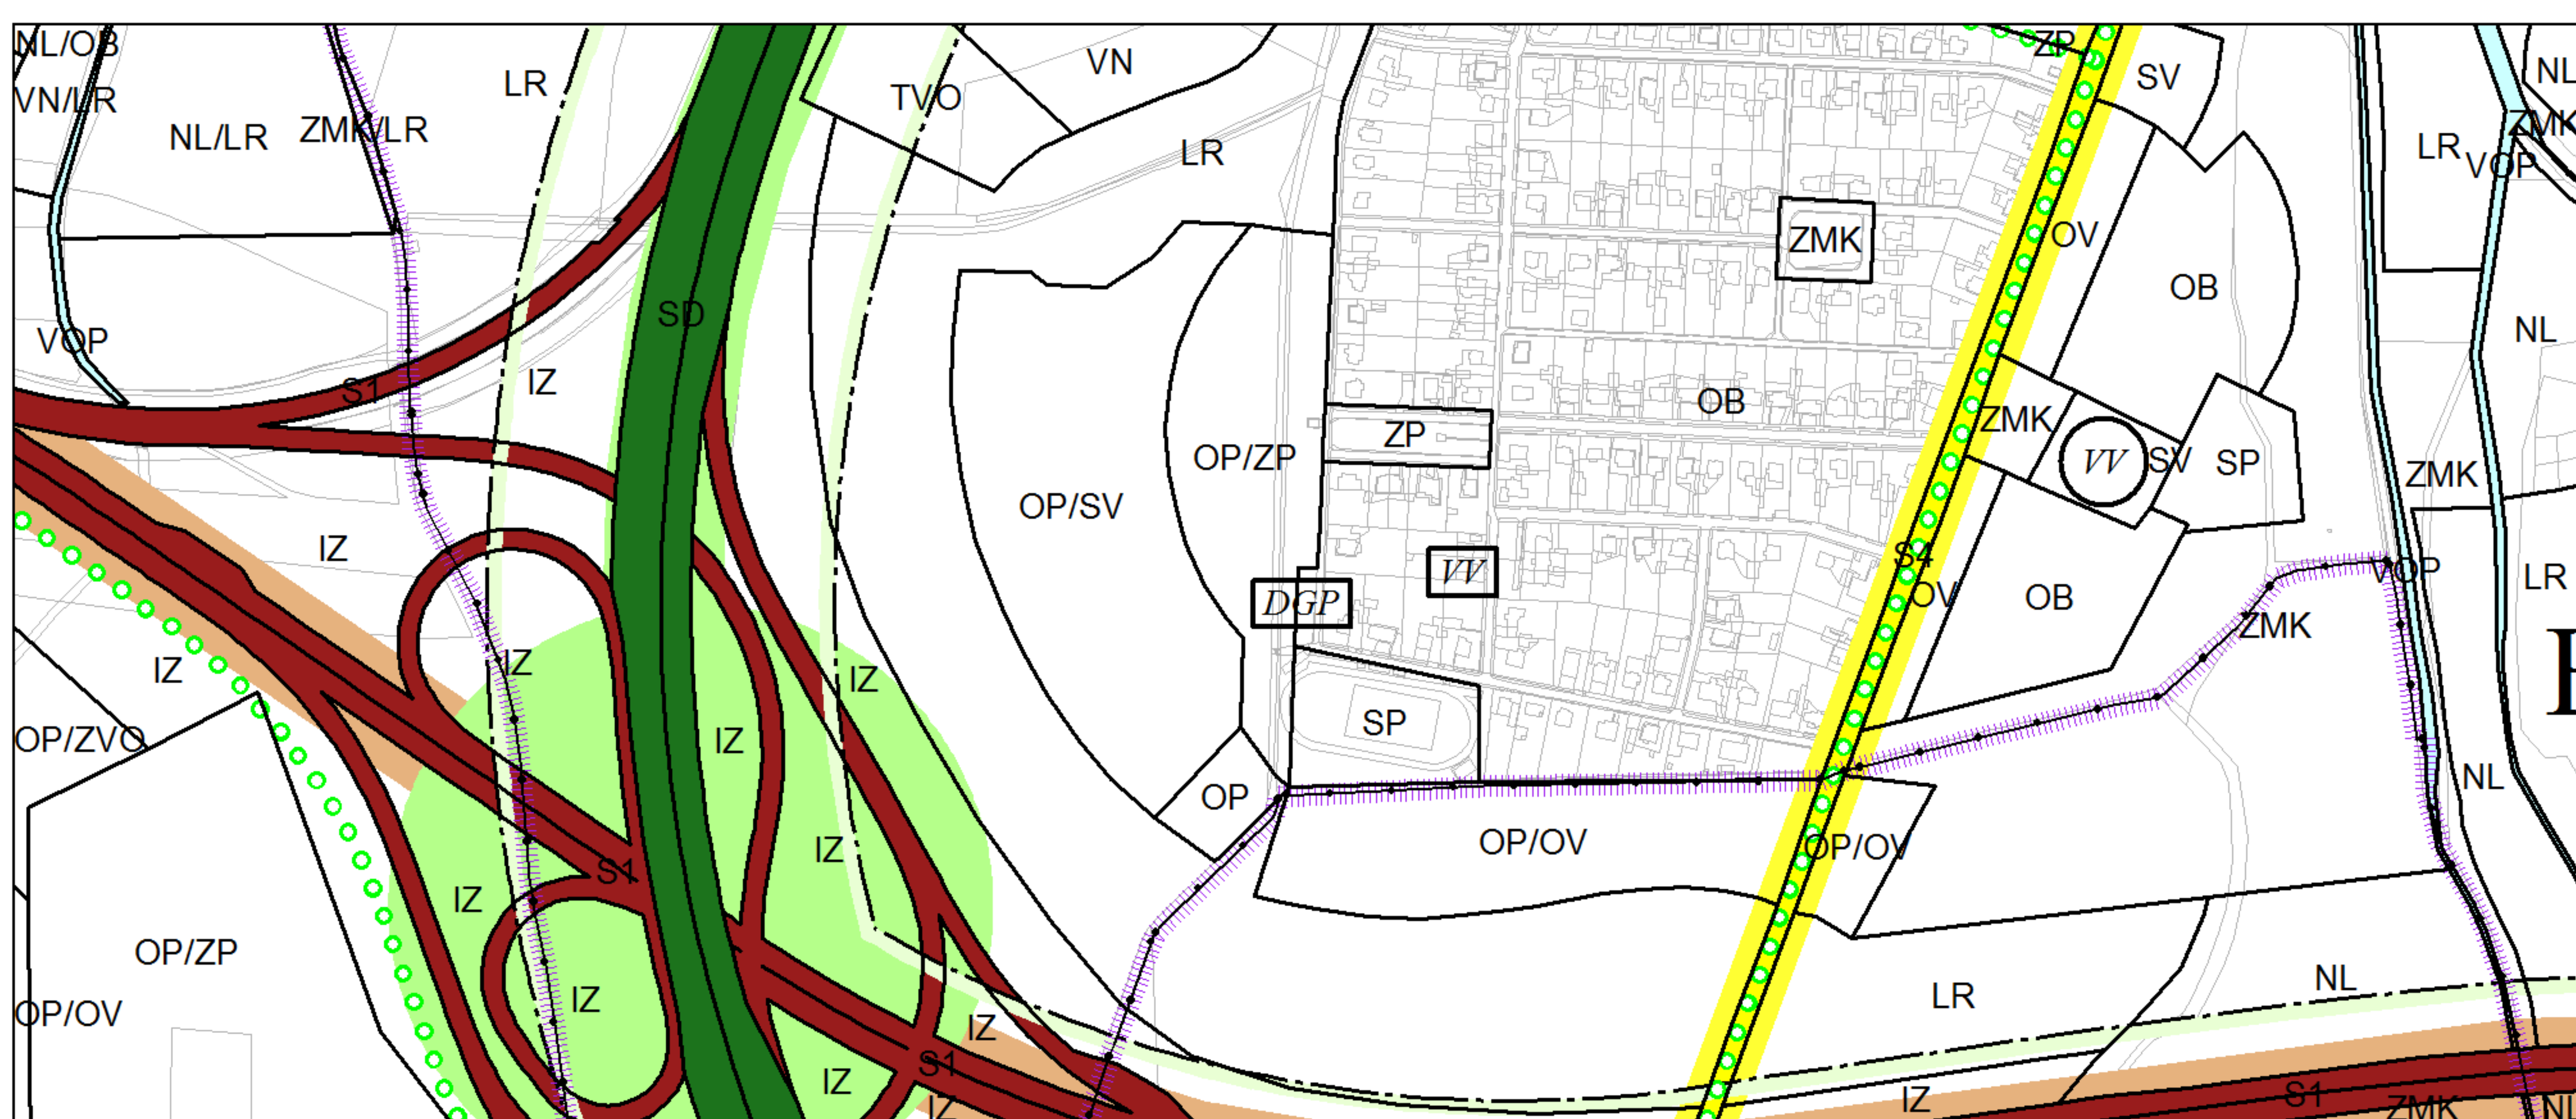 NL/OB
VN/LR
NL/LR
ZMK/LR
LR
TVO
VN
LR
ZP
SV
NL
LR
ZMK
VOP
ZMK
OV
OB
SD
VOP
S1
IZ
NL
OB
ZMK
VV
SV
SP
ZMK
ZP
OP/ZP
OP/SV
IZ
S4
OV
OB
VV
DGP
VOP
LR
ZMK
IZ
IZ
IZ
SP
OP/ZVO
IZ
OP
NL
IZ
OP/OV
OP/OV
S1
IZ
OP/ZP
OP/OV
IZ
LR
NL
IZ
S1
IZ
IZ
IZ
S1
ZMK
NL